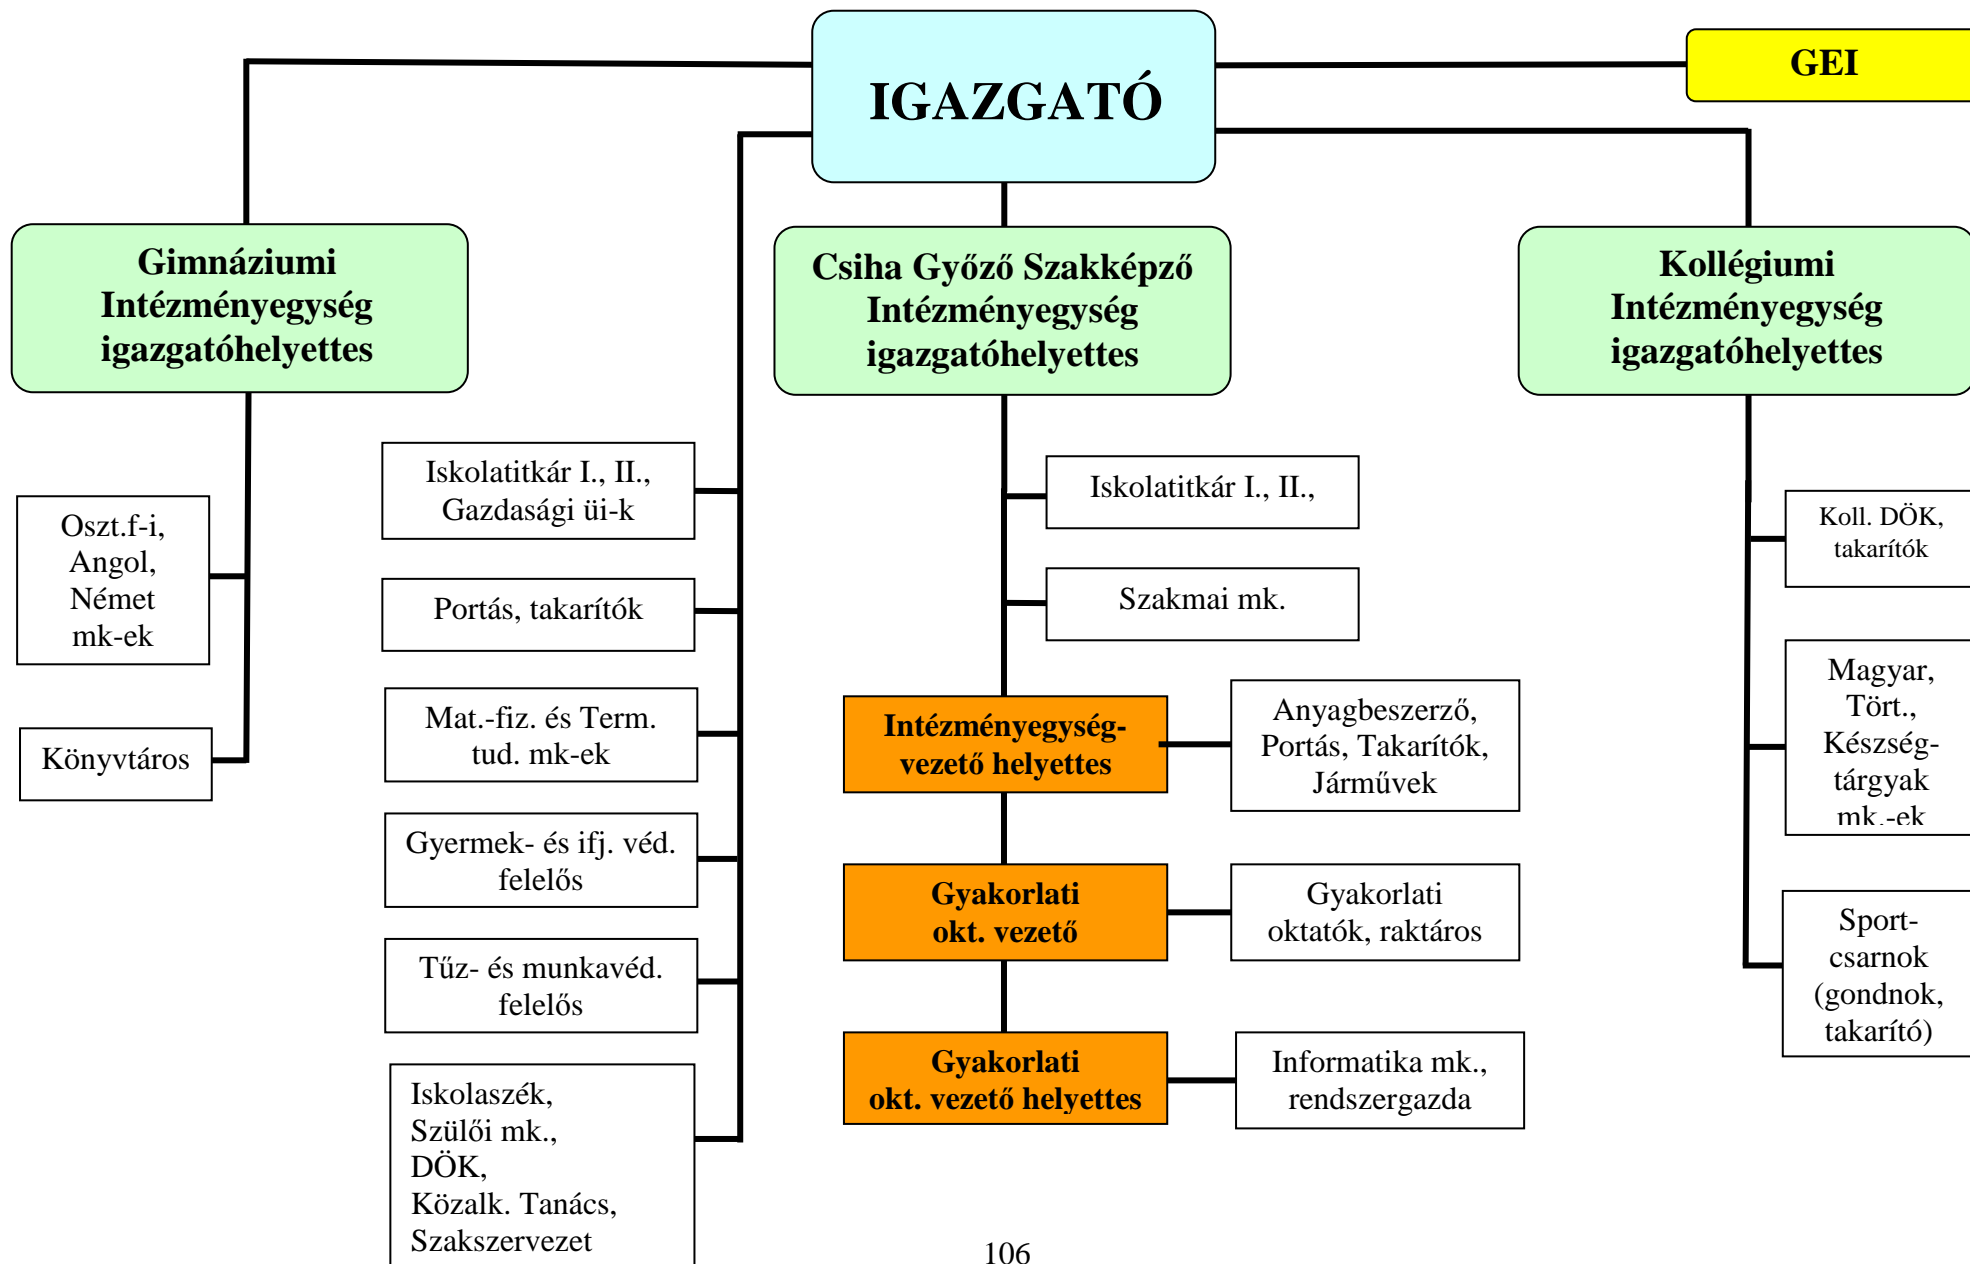 IGAZGATÓ
GEI
Gimnáziumi
Intézményegység
igazgatóhelyettes
Csiha Győző Szakképző
Intézményegység
igazgatóhelyettes
Kollégiumi
Intézményegység
igazgatóhelyettes
Oszt.f-i,
Angol,
Német
mk-ek
Könyvtáros
Iskolatitkár I., II.,
Gazdasági üi-k
Portás, takarítók
Mat.-fiz. és Term.
tud. mk-ek
Gyermek- és ifj. véd.
felelős
Tűz- és munkavéd.
felelős
Iskolaszék,
Szülői mk.,
DÖK,
Közalk. Tanács,
Szakszervezet
Iskolatitkár I., II.,
Szakmai mk.
Intézményegység-
vezető helyettes
Anyagbeszerző,
Portás, Takarítók,
Járművek
Gyakorlati
okt. vezető
Gyakorlati
oktatók, raktáros
Gyakorlati
okt. vezető helyettes
Informatika mk.,
rendszergazda
Koll. DÖK,
takarítók
Magyar,
Tört.,
Készség-
tárgyak
mk.-ek
Sport-
csarnok
(gondnok,
takarító)
106